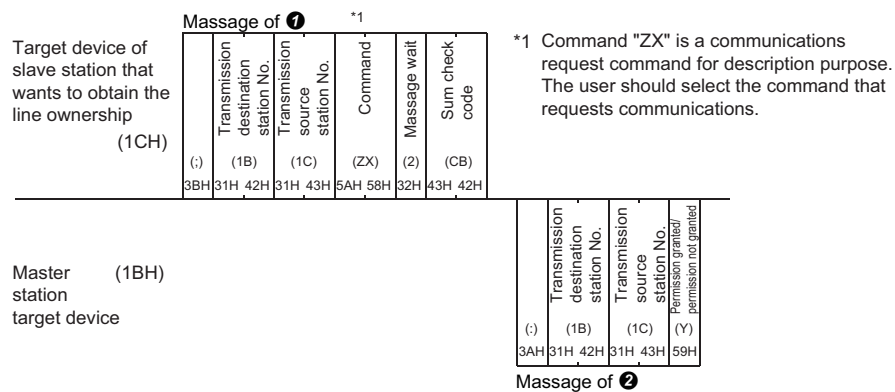 Massage of ❶
*1
Target device of
slave station that
wants to obtain the
line ownership
(1CH)
Transmission
destination
station No.
Transmission
source
station No.
Command
Massage wait
Sum check
code
(;) (1B) (1C) (ZX) (2) (CB)
3BH 31H 42H 31H 43H 5AH 58H 32H 43H 42H
*1 Command "ZX" is a communications
request command for description purpose.
The user should select the command that
requests communications.
Master (1BH)
station
target device
Transmission
destination
station No.
Transmission
source
station No.
Permission granted/
permission not granted
(:) (1B) (1C) (Y)
3AH 31H 42H 31H 43H 59H
Massage of ❷